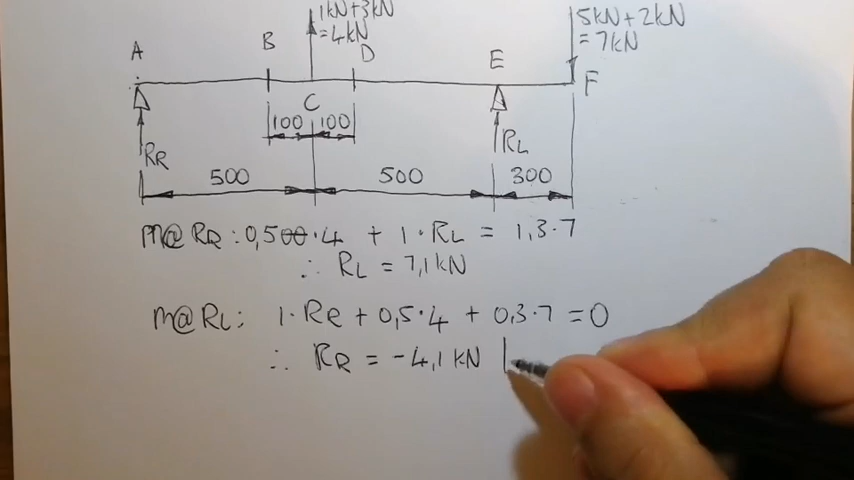 1kN+3kN
=4kN
5kN+2kN
=7kN
A
B
D
E
F
C
100 100
RR
RL
500 500 300
m@ RR : 0,500·4 + 1·RL = 1,3·7
∴ RL = 7,1kN
m@RL: 1·RR + 0,5·4 + 0,3·7 = 0
∴ RR = -4,1 kN